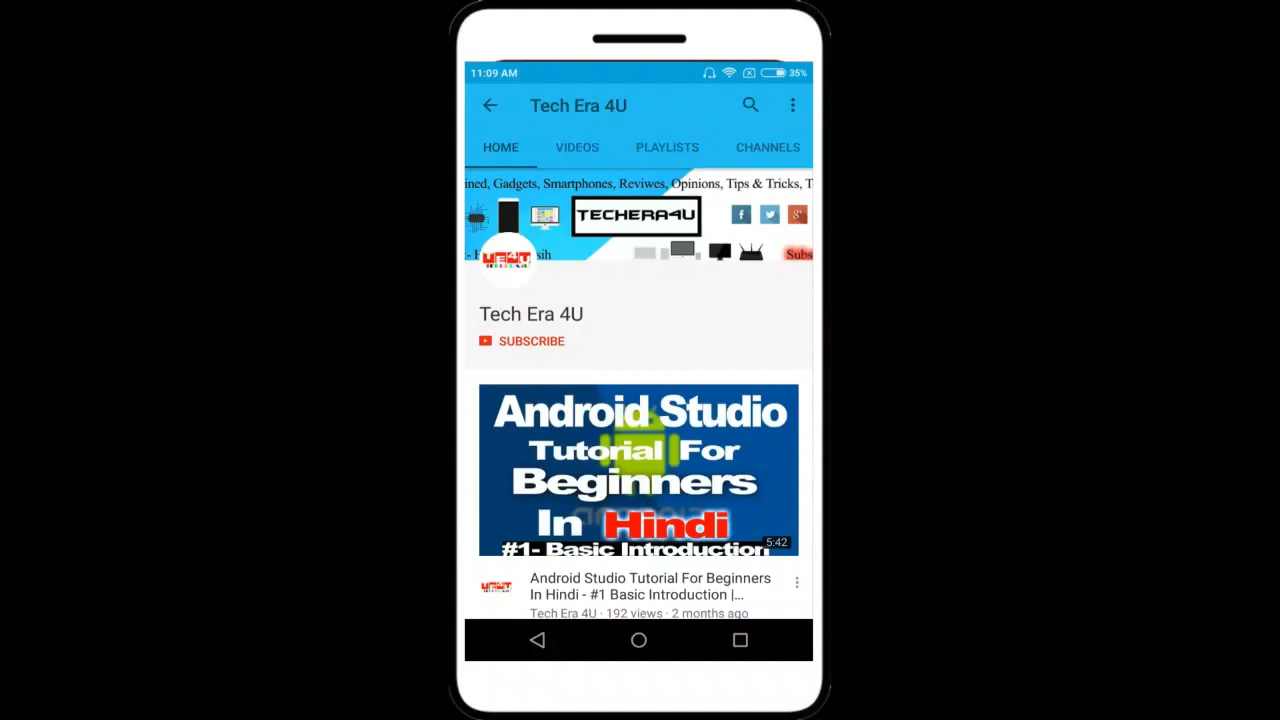 11:09 AM
35%
Tech Era 4U
HOME VIDEOS PLAYLISTS CHANNELS
ined, Gadgets, Smartphones, Reviwes, Opinions, Tips & Tricks, T
TECHERA4U
f
8+
sih
Subs
Tech Era 4U
SUBSCRIBE
Android Studio
Tutorial For
Beginners
In Hindi
#1- Basic Introduction
5:42
Android Studio Tutorial For Beginners
In Hindi - #1 Basic Introduction |...
Tech Era 4U · 192 views · 2 months ago